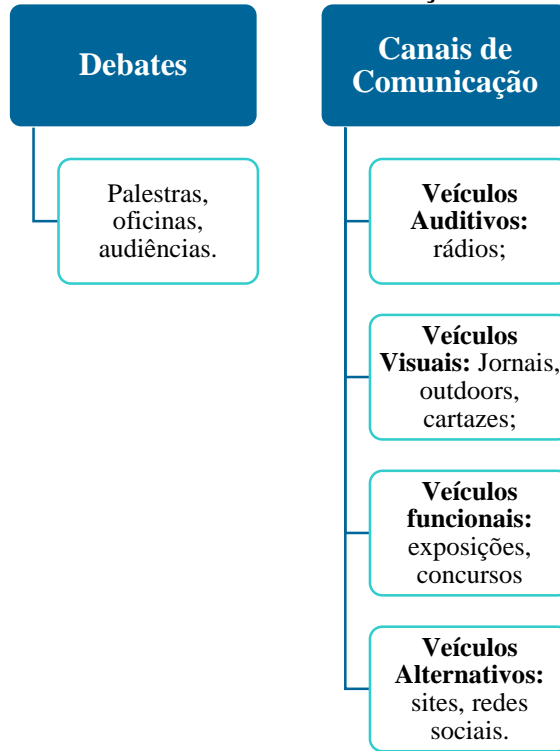 Debates
Palestras,
oficinas,
audiências.
Canais de
Comunicação
Veículos
Auditivos:
rádios;
Veículos
Visuais: Jornais,
outdoors,
cartazes;
Veículos
funcionais:
exposições,
concursos
Veículos
Alternativos:
sites, redes
sociais.